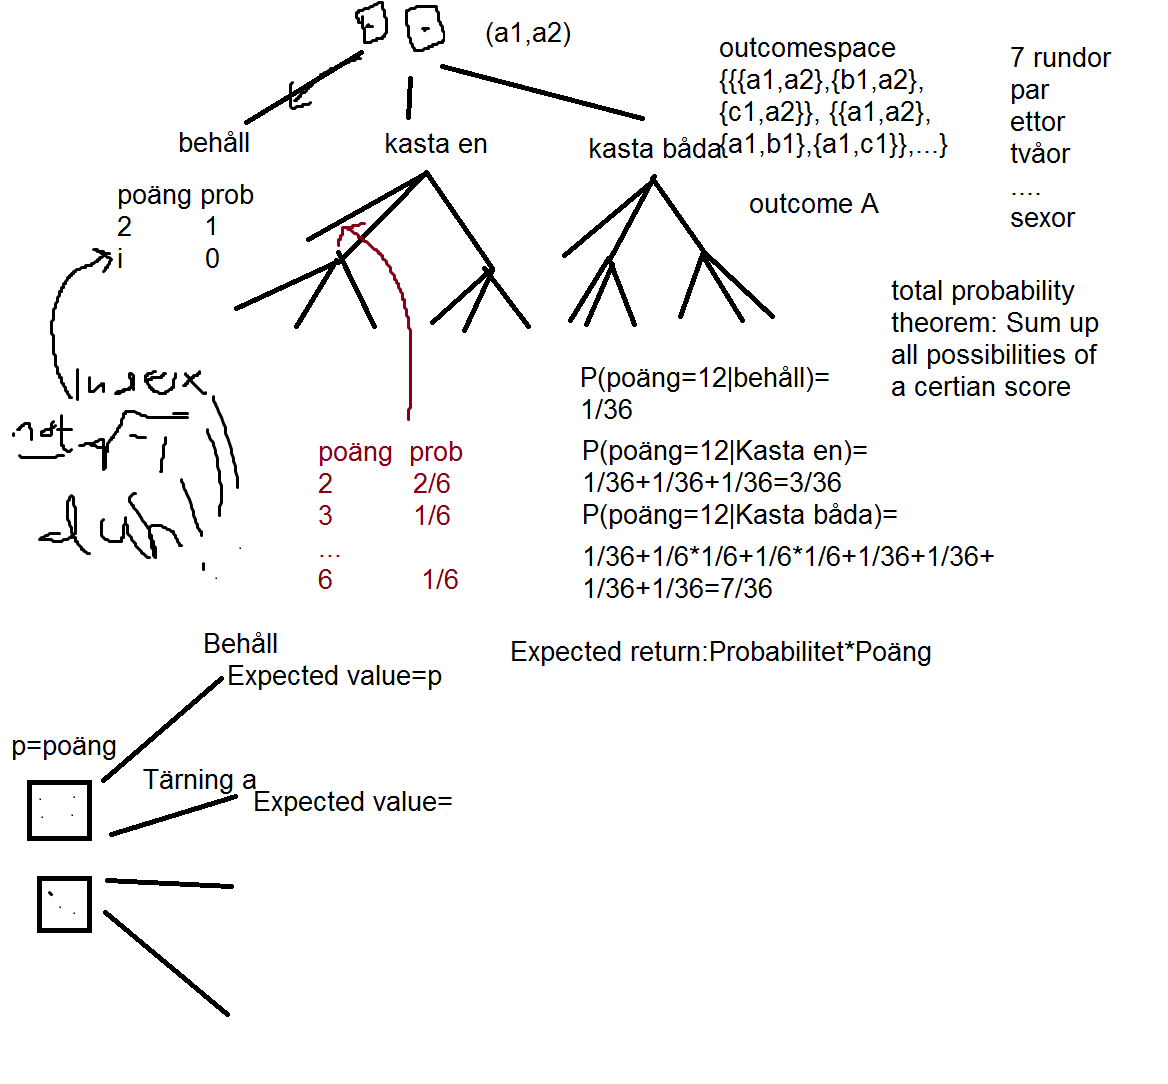 (a1,a2)
outcomespace
{{{a1,a2},{b1,a2},
{c1,a2}}, {{a1,a2},
{a1,b1},{a1,c1}},...}
7 rundor
par
ettor
tvåor
....
sexor
behåll
kasta en
kasta båda
outcome A
poäng prob
2 1
i 0
total probability
theorem: Sum up
all possibilities of
a certian score
Index
not
duh
P(poäng=12|behåll)=
1/36
P(poäng=12|Kasta en)=
1/36+1/36+1/36=3/36
P(poäng=12|Kasta båda)=
1/36+1/6*1/6+1/6*1/6+1/36+1/36+
1/36+1/36=7/36
poäng prob
2 2/6
3 1/6
...
6 1/6
Behåll
Expected value=p
Expected return:Probabilitet*Poäng
p=poäng
Tärning a
Expected value=